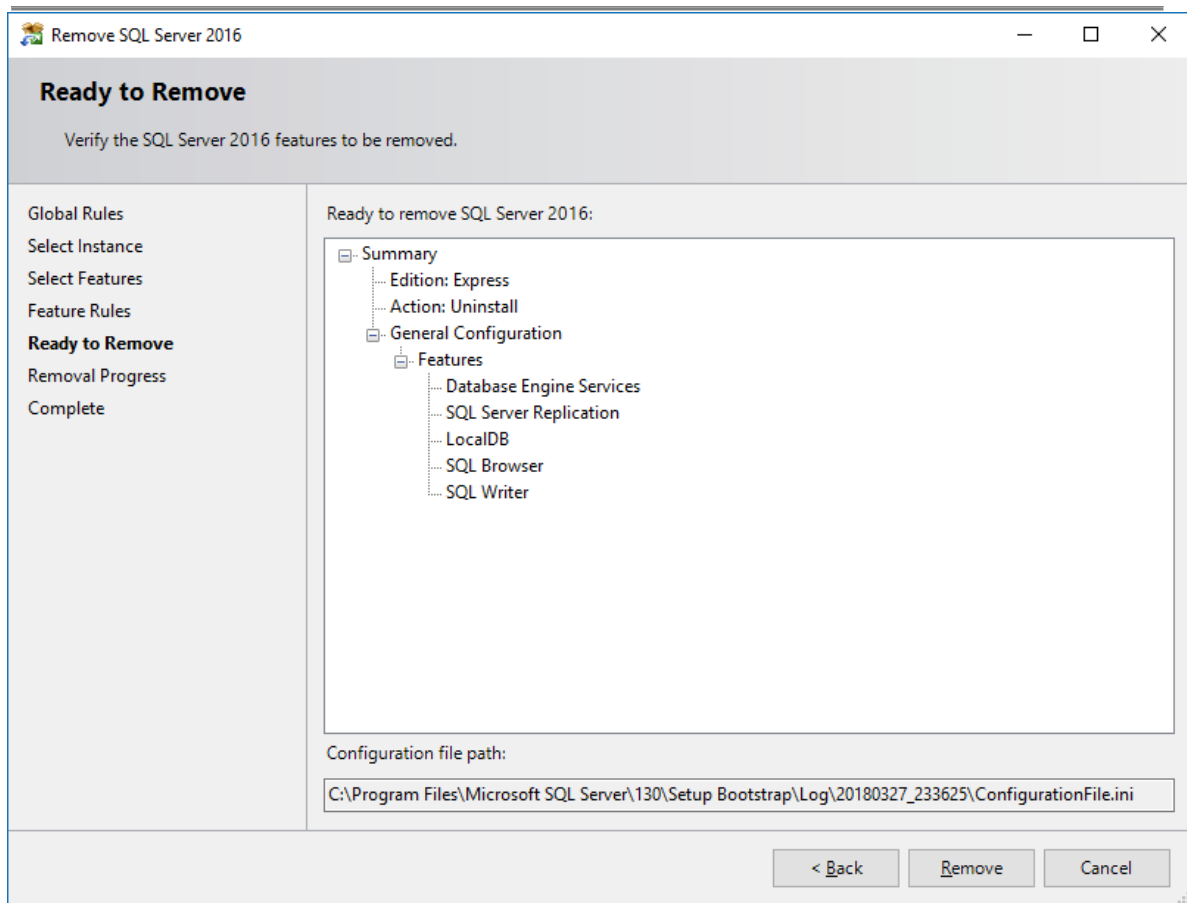 Remove SQL Server 2016
Ready to Remove
Verify the SQL Server 2016 features to be removed.
Global Rules
Select Instance
Select Features
Feature Rules
Ready to Remove
Removal Progress
Complete
Ready to remove SQL Server 2016:
Summary
Edition: Express
Action: Uninstall
General Configuration
Features
Database Engine Services
SQL Server Replication
LocalDB
SQL Browser
SQL Writer
Configuration file path:
C:\Program Files\Microsoft SQL Server\130\Setup Bootstrap\Log\20180327_233625\ConfigurationFile.ini
< Back Remove Cancel